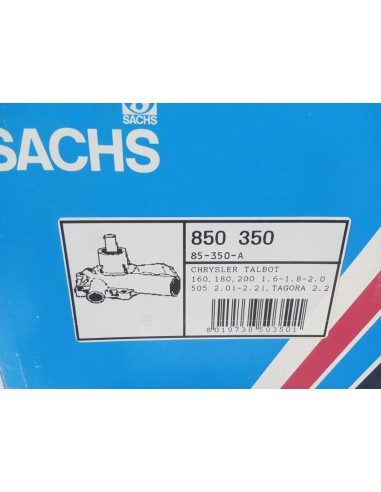 SACHS
SACHS
850 350
85-350-A
CHRYSLER TALBOT
160,180,200 1.6-1.8-2.0
505 2.0i-2.2i,TAGORA 2.2
8019738503501